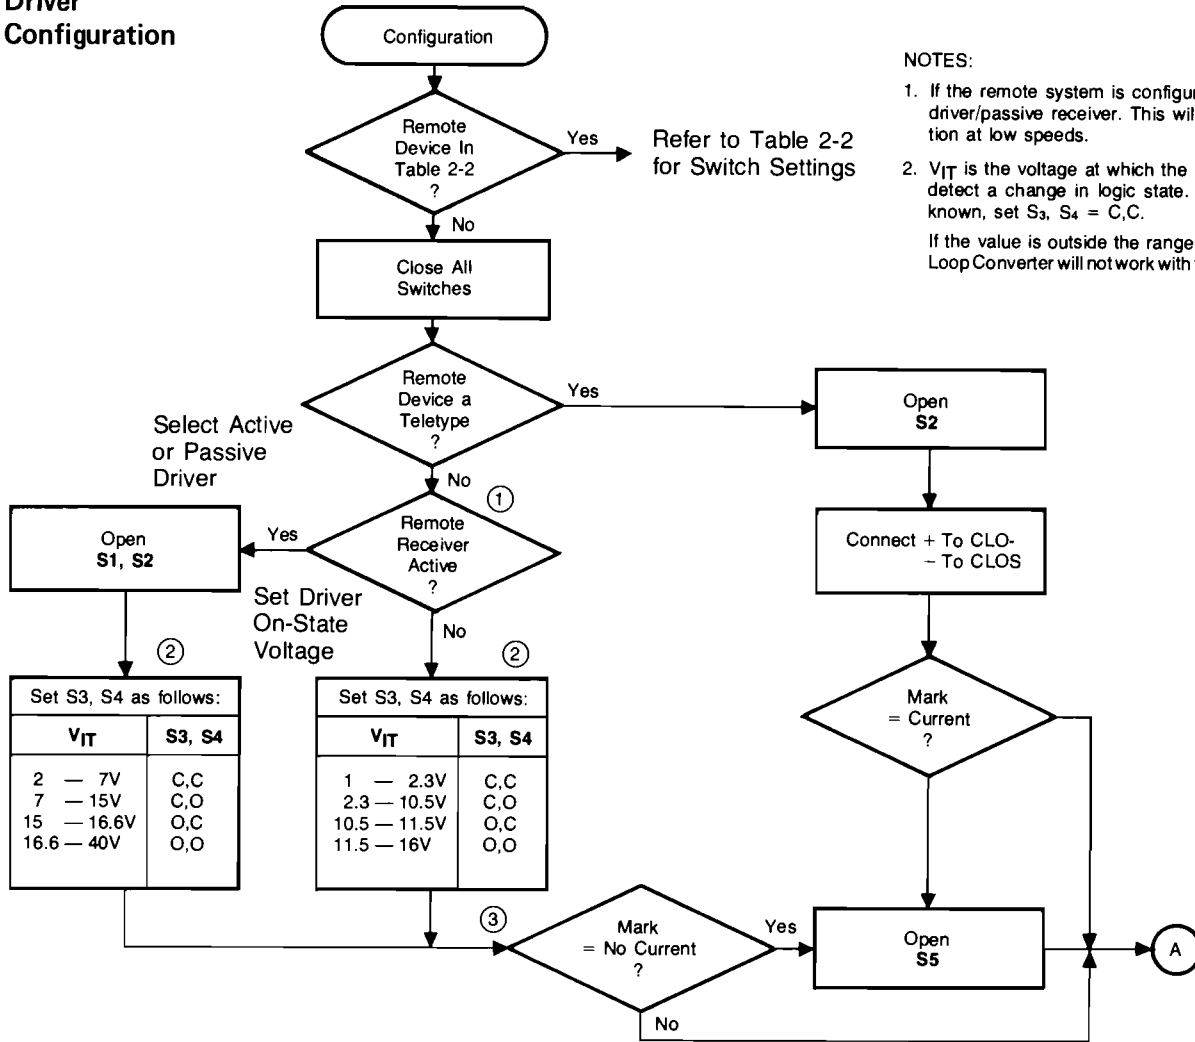 Driver
Configuration
Configuration
NOTES:
1. If the remote system is configur
driver/passive receiver. This wil
tion at low speeds.
2. VIT is the voltage at which the
detect a change in logic state.
known, set S3, S4 = C,C.
If the value is outside the range
Loop Converter will not work with
Remote
Device In
Table 2-2
?
Yes
Refer to Table 2-2
for Switch Settings
No
Close All
Switches
Remote
Device a
Teletype
?
Yes
Open
S2
Select Active
or Passive
Driver
No
1
Remote
Receiver
Active
?
Yes
Open
S1, S2
Connect + To CLO-
– To CLOS
Set Driver
On-State
Voltage
No
2
2
Set S3, S4 as follows:
VIT S3, S4
2 — 7V C,C
7 — 15V C,O
15 — 16.6V O,C
16.6 — 40V O,O
Set S3, S4 as follows:
VIT S3, S4
1 — 2.3V C,C
2.3 — 10.5V C,O
10.5 — 11.5V O,C
11.5 — 16V O,O
Mark
= Current
?
3
Mark
= No Current
?
Yes
Open
S5
A
No